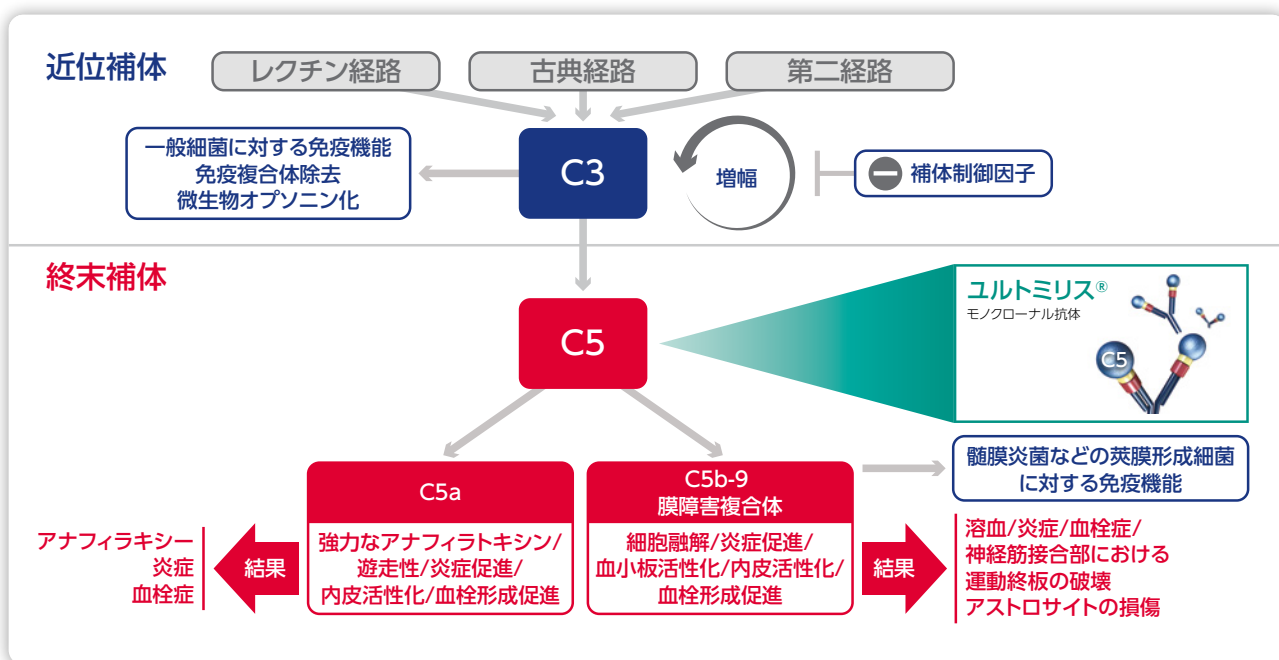 近位補体
レクチン経路
古典経路
第二経路
一般細菌に対する免疫機能
免疫複合体除去
微生物オプソニン化
C3
増幅
補体制御因子
終末補体
ユルトミリス®
モノクローナル抗体
C5
C5
C5a
強力なアナフィラトキシン/
遊走性/炎症促進/
内皮活性化/血栓形成促進
C5b-9
膜障害複合体
細胞融解/炎症促進/
血小板活性化/内皮活性化/
血栓形成促進
髄膜炎菌などの莢膜形成細菌
に対する免疫機能
アナフィラキシー
炎症
血栓症
結果
結果
溶血/炎症/血栓症/
神経筋接合部における
運動終板の破壊
アストロサイトの損傷